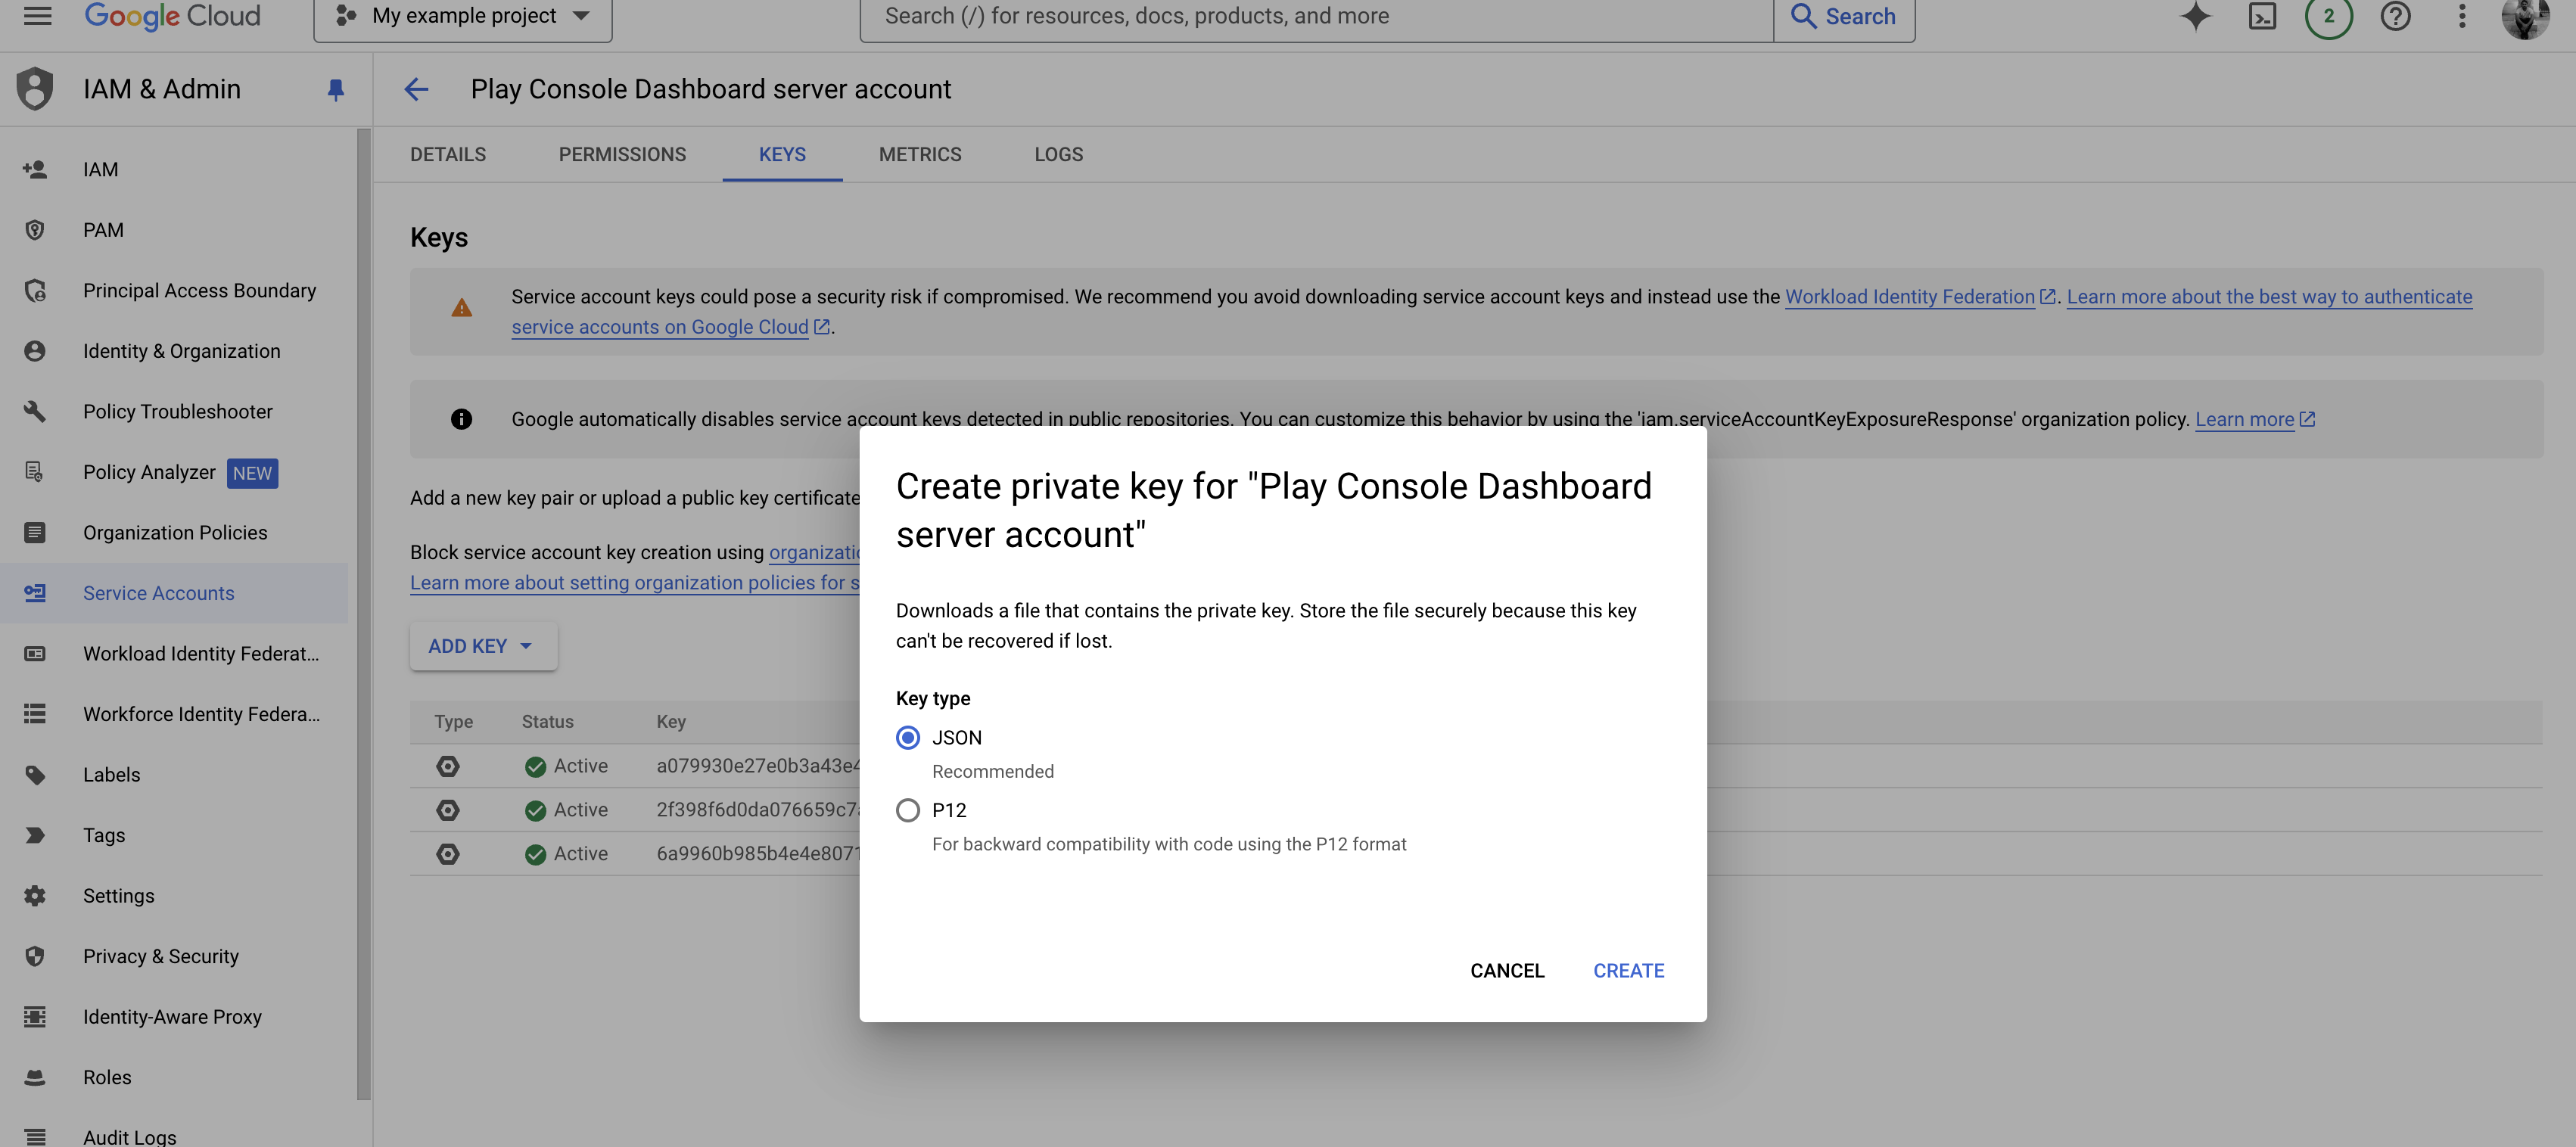 Google Cloud
My example project
Search (/) for resources, docs, products, and more
Search
2
IAM & Admin
IAM
PAM
Principal Access Boundary
Identity & Organization
Policy Troubleshooter
Policy Analyzer NEW
Organization Policies
Service Accounts
Workload Identity Federat...
Workforce Identity Federa...
Labels
Tags
Settings
Privacy & Security
Identity-Aware Proxy
Roles
Audit Logs
Play Console Dashboard server account
DETAILS PERMISSIONS KEYS METRICS LOGS
Keys
Service account keys could pose a security risk if compromised. We recommend you avoid downloading service account keys and instead use the Workload Identity Federation. Learn more about the best way to authenticate
service accounts on Google Cloud.
Google automatically disables service account keys detected in public repositories. You can customize this behavior by using the 'iam.serviceAccountKeyExposureResponse' organization policy. Learn more
Add a new key pair or upload a public key certificate
Block service account key creation using
Learn more about setting organization policies for
ADD KEY
Type Status Key
Active a079930e27e0b3a43e4
Active 2f398f6d0da076659c7
Active 6a9960b985b4e4e8071
Create private key for "Play Console Dashboard
server account"
Downloads a file that contains the private key. Store the file securely because this key
can't be recovered if lost.
Key type
JSON
Recommended
P12
For backward compatibility with code using the P12 format
CANCEL CREATE